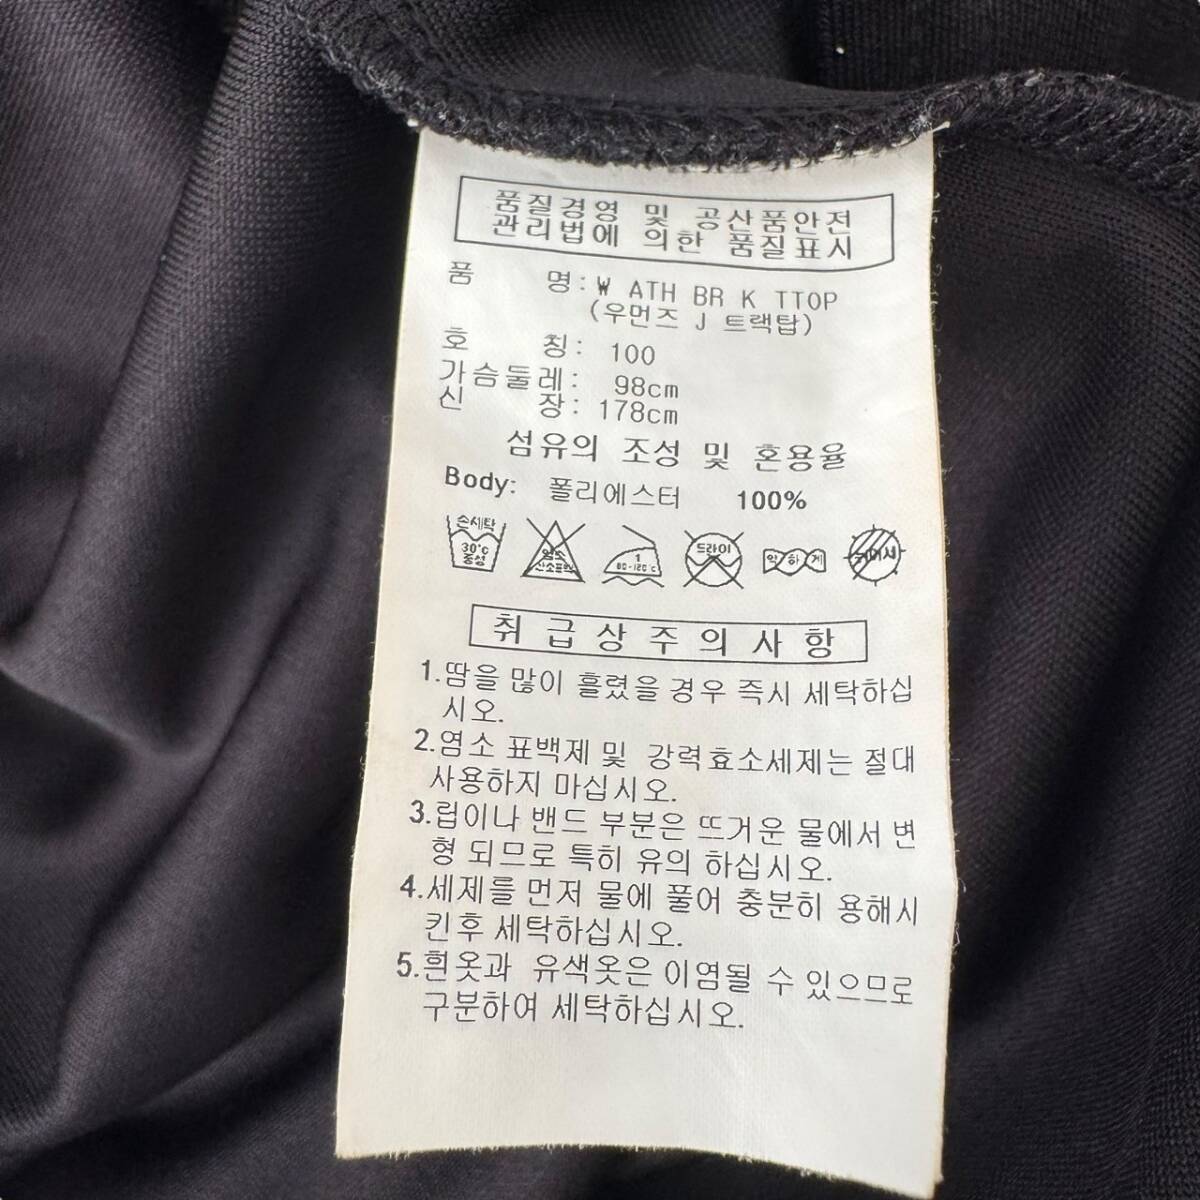 품질경영 및 공산품안전
관리법에 의한 품질표시
품 명: W ATH BR K TTOP
(우먼즈 J 트랙탑)
호 칭: 100
가슴둘레: 98cm
신 장: 178cm
섬유의 조성 및 혼용율
Body: 폴리에스터 100%
손세탁 30℃ 중성
염소 산소표백
1 80-120℃
드라이
약하게
취급상주의사항
1.땀을 많이 흘렸을 경우 즉시 세탁하십
시오.
2.염소 표백제 및 강력효소세제는 절대
사용하지 마십시오.
3.립이나 밴드 부분은 뜨거운 물에서 변
형 되므로 특히 유의 하십시오.
4.세제를 먼저 물에 풀어 충분히 용해시
킨후 세탁하십시오.
5.흰옷과 유색옷은 이염될 수 있으므로
구분하여 세탁하십시오.